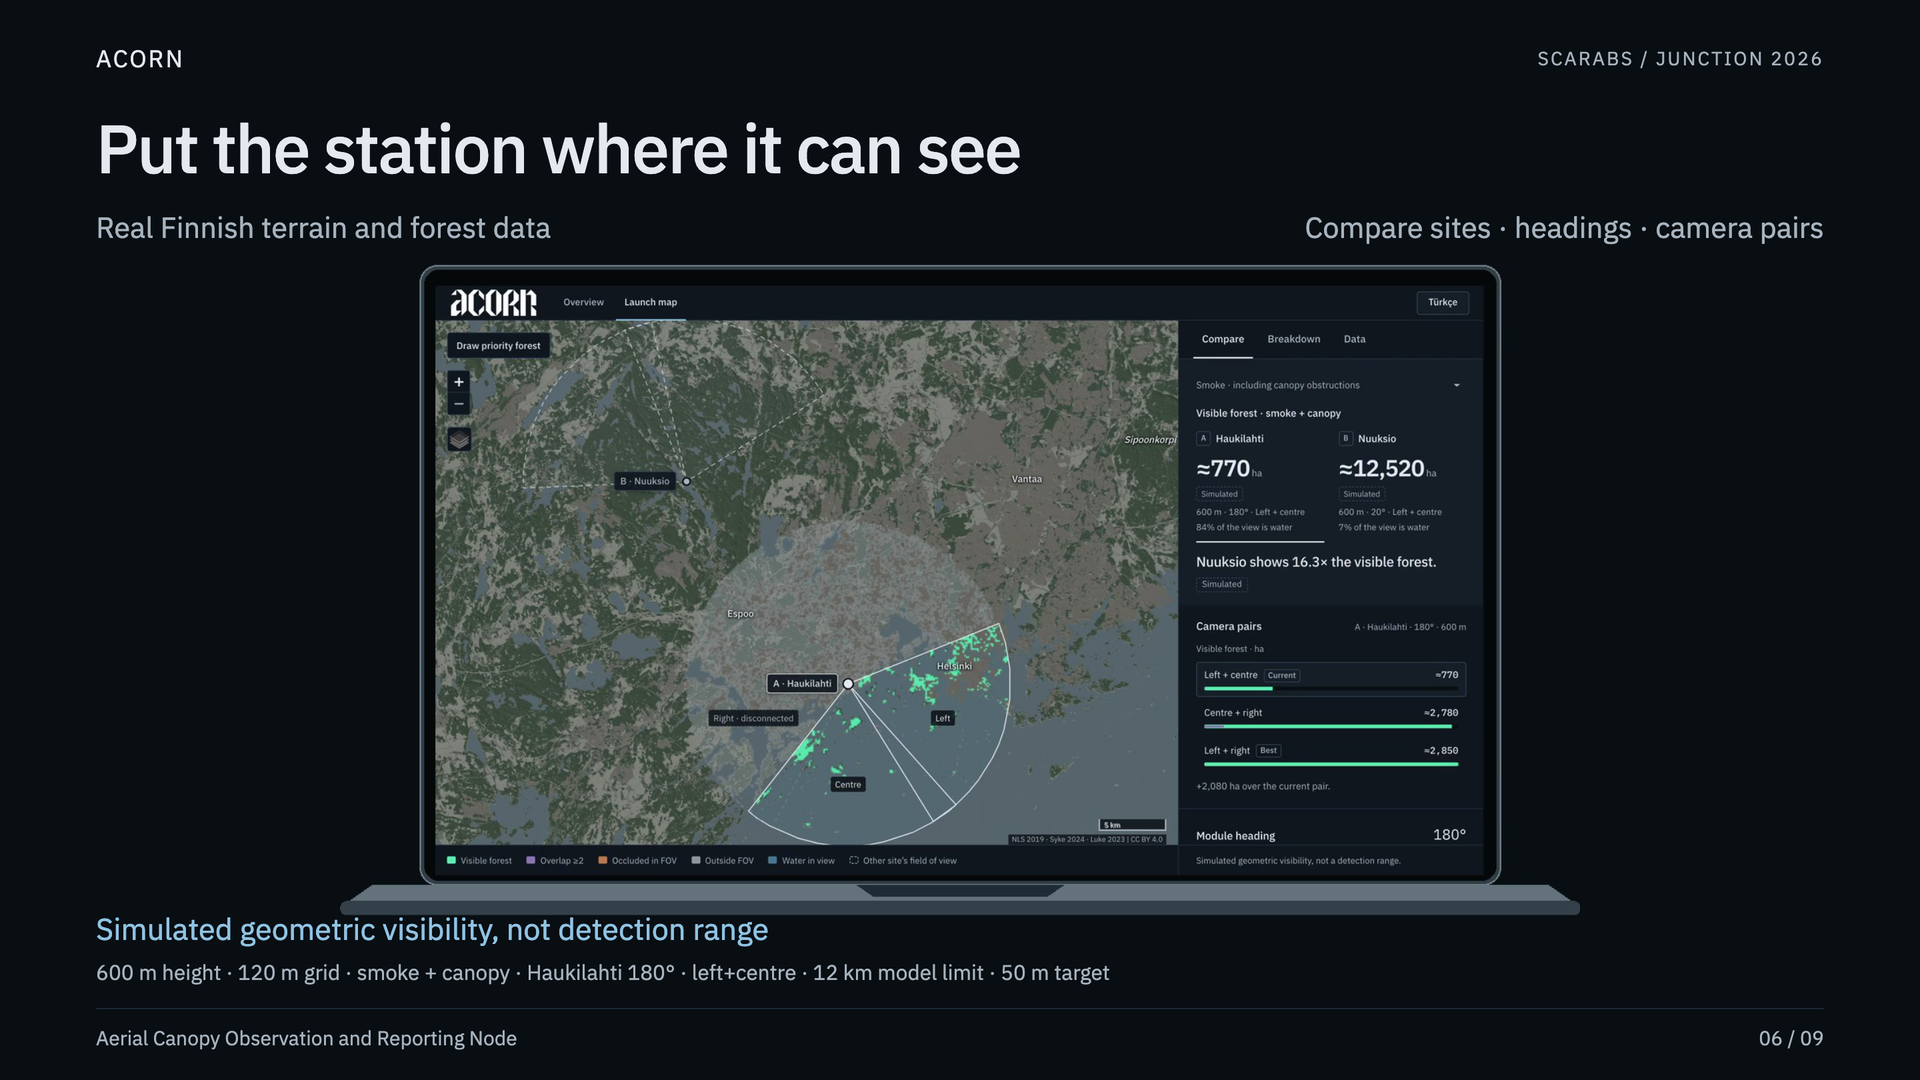 ACORN
SCARABS / JUNCTION 2026
Put the station where it can see
Real Finnish terrain and forest data
Compare sites · headings · camera pairs
acorn
Overview
Launch map
Türkçe
Draw priority forest
+
−
B · Nuuksio
Sipoonkorpi
Vantaa
Espoo
Helsinki
A · Haukilahti
Right · disconnected
Left
Centre
5 km
NLS 2019 · Syke 2024 · Luke 2023 | CC BY 4.0
Visible forest
Overlap ≥2
Occluded in FOV
Outside FOV
Water in view
Other site's field of view
Compare
Breakdown
Data
Smoke · including canopy obstructions
Visible forest · smoke + canopy
A Haukilahti
B Nuuksio
≈770 ha
≈12,520 ha
Simulated
Simulated
600 m · 180° · Left + centre
600 m · 20° · Left + centre
84% of the view is water
7% of the view is water
Nuuksio shows 16.3× the visible forest.
Simulated
Camera pairs
A · Haukilahti · 180° · 600 m
Visible forest · ha
Left + centre Current ≈770
Centre + right ≈2,780
Left + right Best ≈2,850
+2,080 ha over the current pair.
Module heading 180°
Simulated geometric visibility, not a detection range.
Simulated geometric visibility, not detection range
600 m height · 120 m grid · smoke + canopy · Haukilahti 180° · left+centre · 12 km model limit · 50 m target
Aerial Canopy Observation and Reporting Node
06 / 09